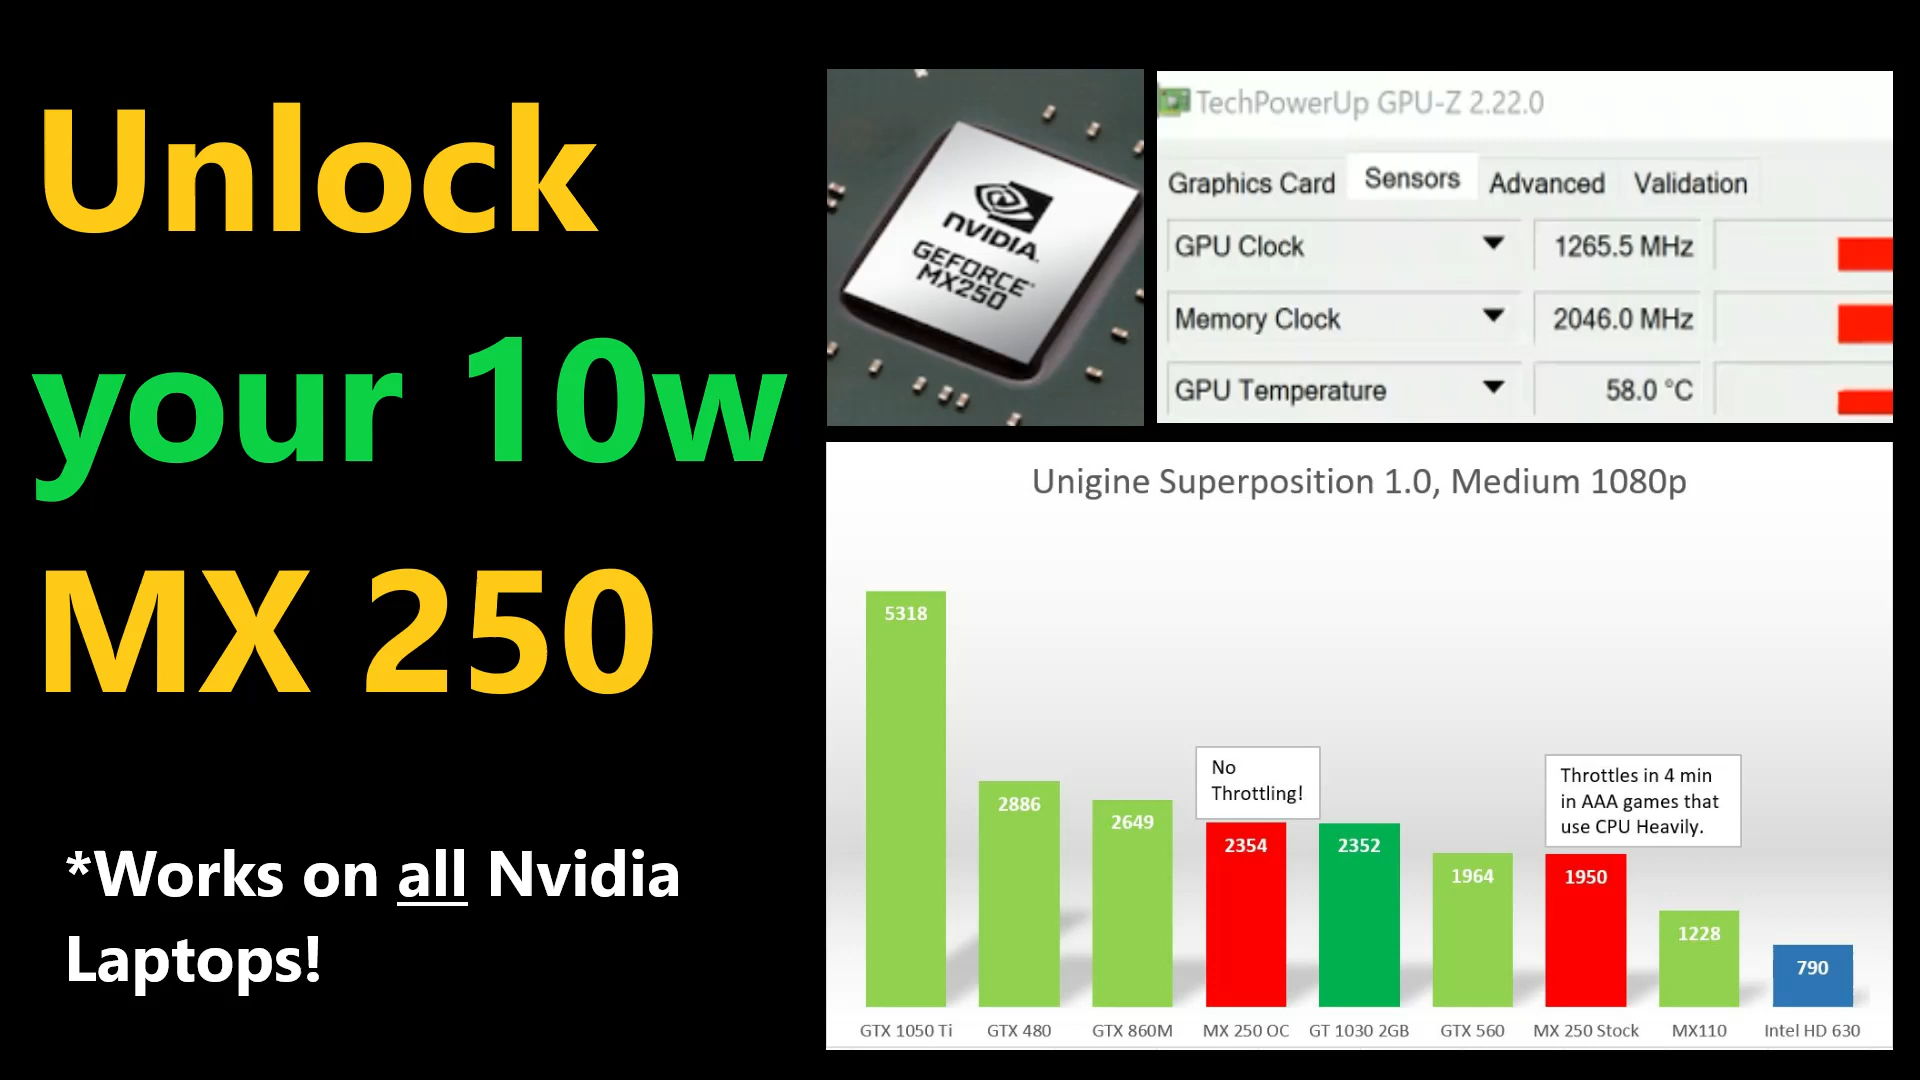 Unlock
your 10w
MX 250
*Works on all Nvidia
Laptops!
NVIDIA.
GEFORCE
MX250
TechPowerUp GPU-Z 2.22.0
Graphics Card Sensors Advanced Validation
GPU Clock 1265.5 MHz
Memory Clock 2046.0 MHz
GPU Temperature 58.0 °C
Unigine Superposition 1.0, Medium 1080p
5318
2886
2649
No
Throttling!
2354
2352
1964
Throttles in 4 min
in AAA games that
use CPU Heavily.
1950
1228
790
GTX 1050 Ti GTX 480 GTX 860M MX 250 OC GT 1030 2GB GTX 560 MX 250 Stock MX110 Intel HD 630